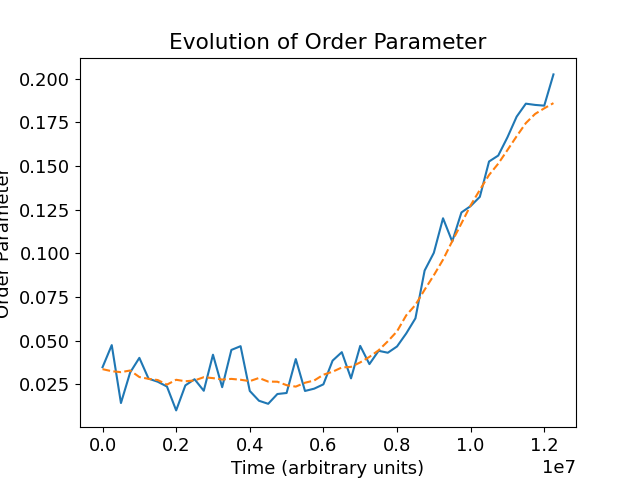 Evolution of Order Parameter
0.200
0.175
0.150
0.125
0.100
0.075
0.050
0.025
Order Parameter
0.0 0.2 0.4 0.6 0.8 1.0 1.2
1e7
Time (arbitrary units)